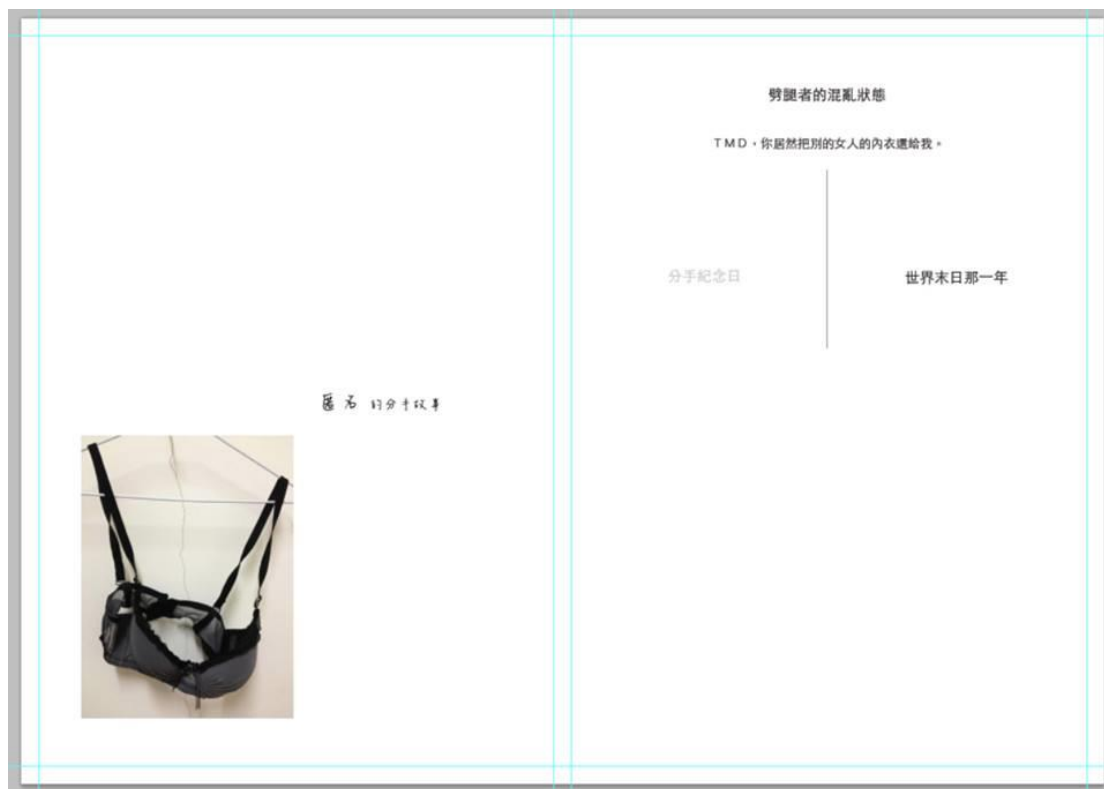 匿名 的分手故事
劈腿者的混亂狀態
TMD，你居然把別的女人的內衣還給我。
分手紀念日
世界末日那一年